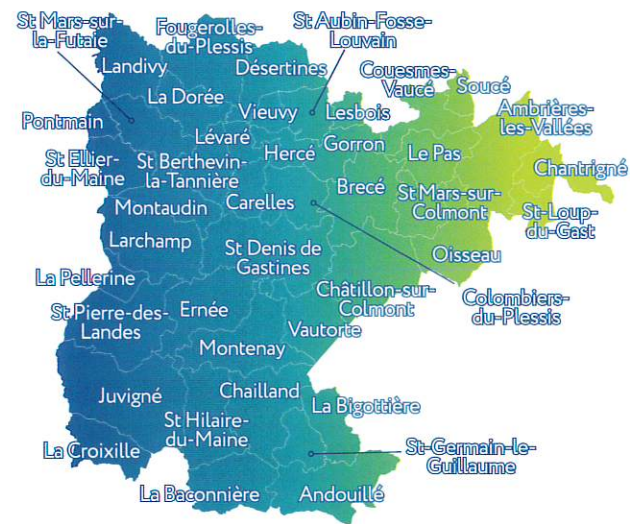 St Mars-sur-
la-Futaie
Fougerolles-
du-Plessis
St Aubin-Fosse-
Louvain
Landivy
Désertines
Couesmes-
Vaucé
Soucé
La Dorée
Vieuvy
Lesbois
Ambrières-
les-Vallées
Pontmain
Lévaré
Hercé
Gorron
Le Pas
St Ellier-
du-Maine
St Berthevin-
la-Tannière
Chantrigné
Brecé
Montaudin
Carelles
St Mars-sur-
Colmont
St-Loup-
du-Gast
Larchamp
St Denis de
Gastines
Oisseau
La Pellerine
Châtillon-sur-
Colmont
Colombiers-
du-Plessis
St Pierre-des-
Landes
Ernée
Vautorte
Montenay
Juvigné
Chailland
La Bigottière
St Hilaire-
du-Maine
La Croixille
St-Germain-le-
Guillaume
La Baconnière
Andouillé